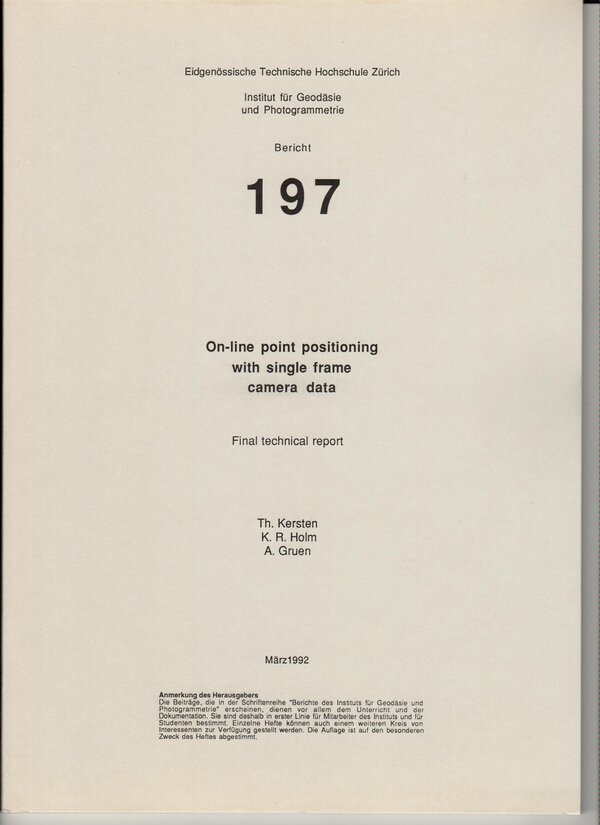 Eidgenössische Technische Hochschule Zürich
Institut für Geodäsie
und Photogrammetrie
Bericht
197
On-line point positioning
with single frame
camera data
Final technical report
Th. Kersten
K. R. Holm
A. Gruen
März1992
Anmerkung des Herausgebers
Die Beiträge, die in der Schriftenreihe "Berichte des Instituts für Geodäsie und
Photogrammetrie" erscheinen, dienen vor allem dem Unterricht und der
Dokumentation. Sie sind deshalb in erster Linie für Mitarbeiter des Instituts und für
Studenten bestimmt. Einzelne Hefte können auch einem weiteren Kreis von
Interessenten zur Verfügung gestellt werden. Die Auflage ist auf den besonderen
Zweck des Heftes abgestimmt.